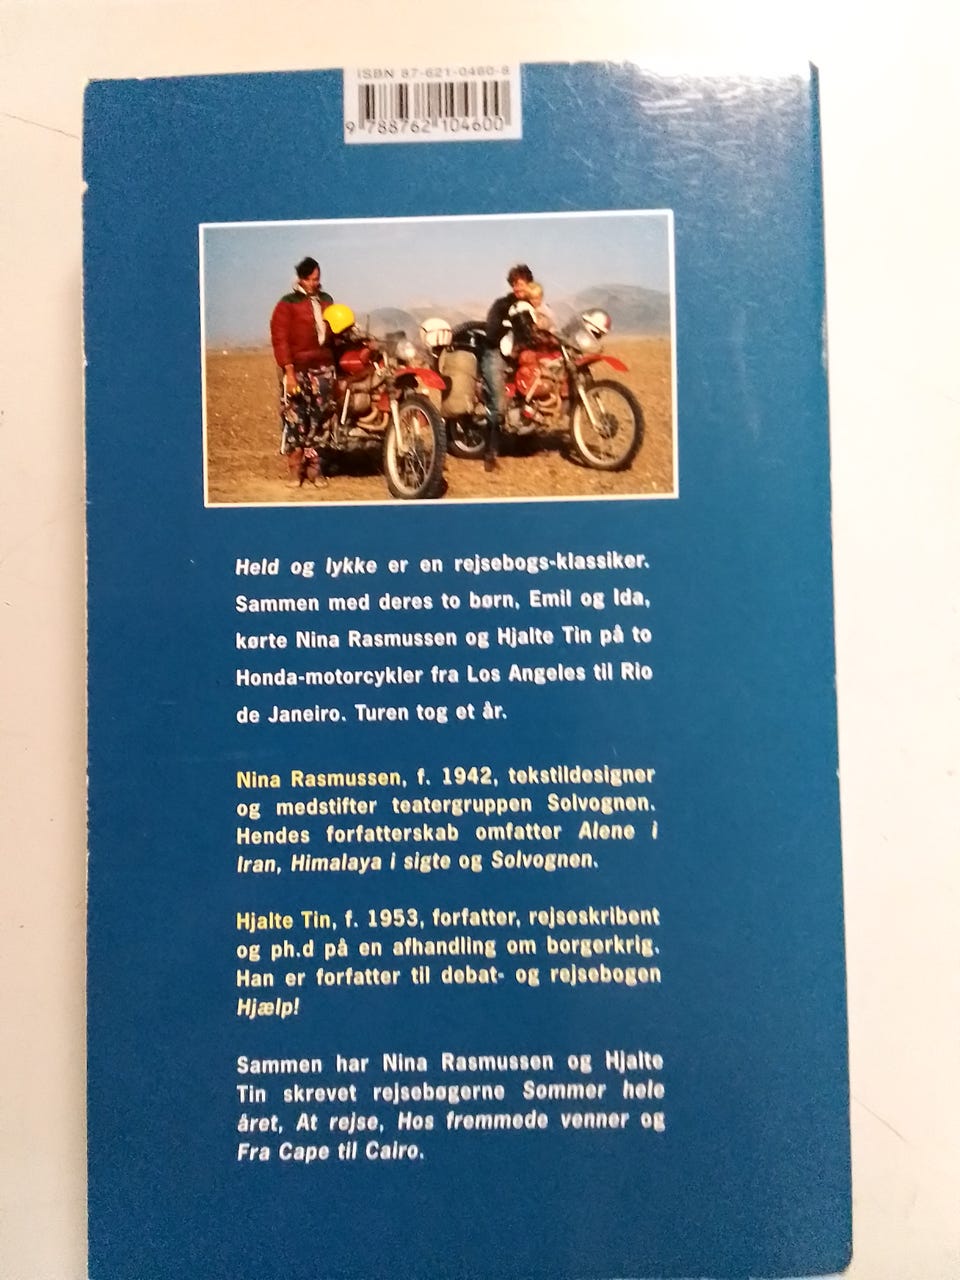 ISBN 87-621-0460-8
9 788762 104600
Held og lykke er en rejsebogs-klassiker.
Sammen med deres to børn, Emil og Ida,
kørte Nina Rasmussen og Hjalte Tin på to
Honda-motorcykler fra Los Angeles til Rio
de Janeiro. Turen tog et år.
Nina Rasmussen, f. 1942, tekstildesigner
og medstifter teatergruppen Solvognen.
Hendes forfatterskab omfatter Alene i
Iran, Himalaya i sigte og Solvognen.
Hjalte Tin, f. 1953, forfatter, rejseskribent
og ph.d på en afhandling om borgerkrig.
Han er forfatter til debat- og rejsebogen
Hjælp!
Sammen har Nina Rasmussen og Hjalte
Tin skrevet rejsebøgerne Sommer hele
året, At rejse, Hos fremmede venner og
Fra Cape til Cairo.